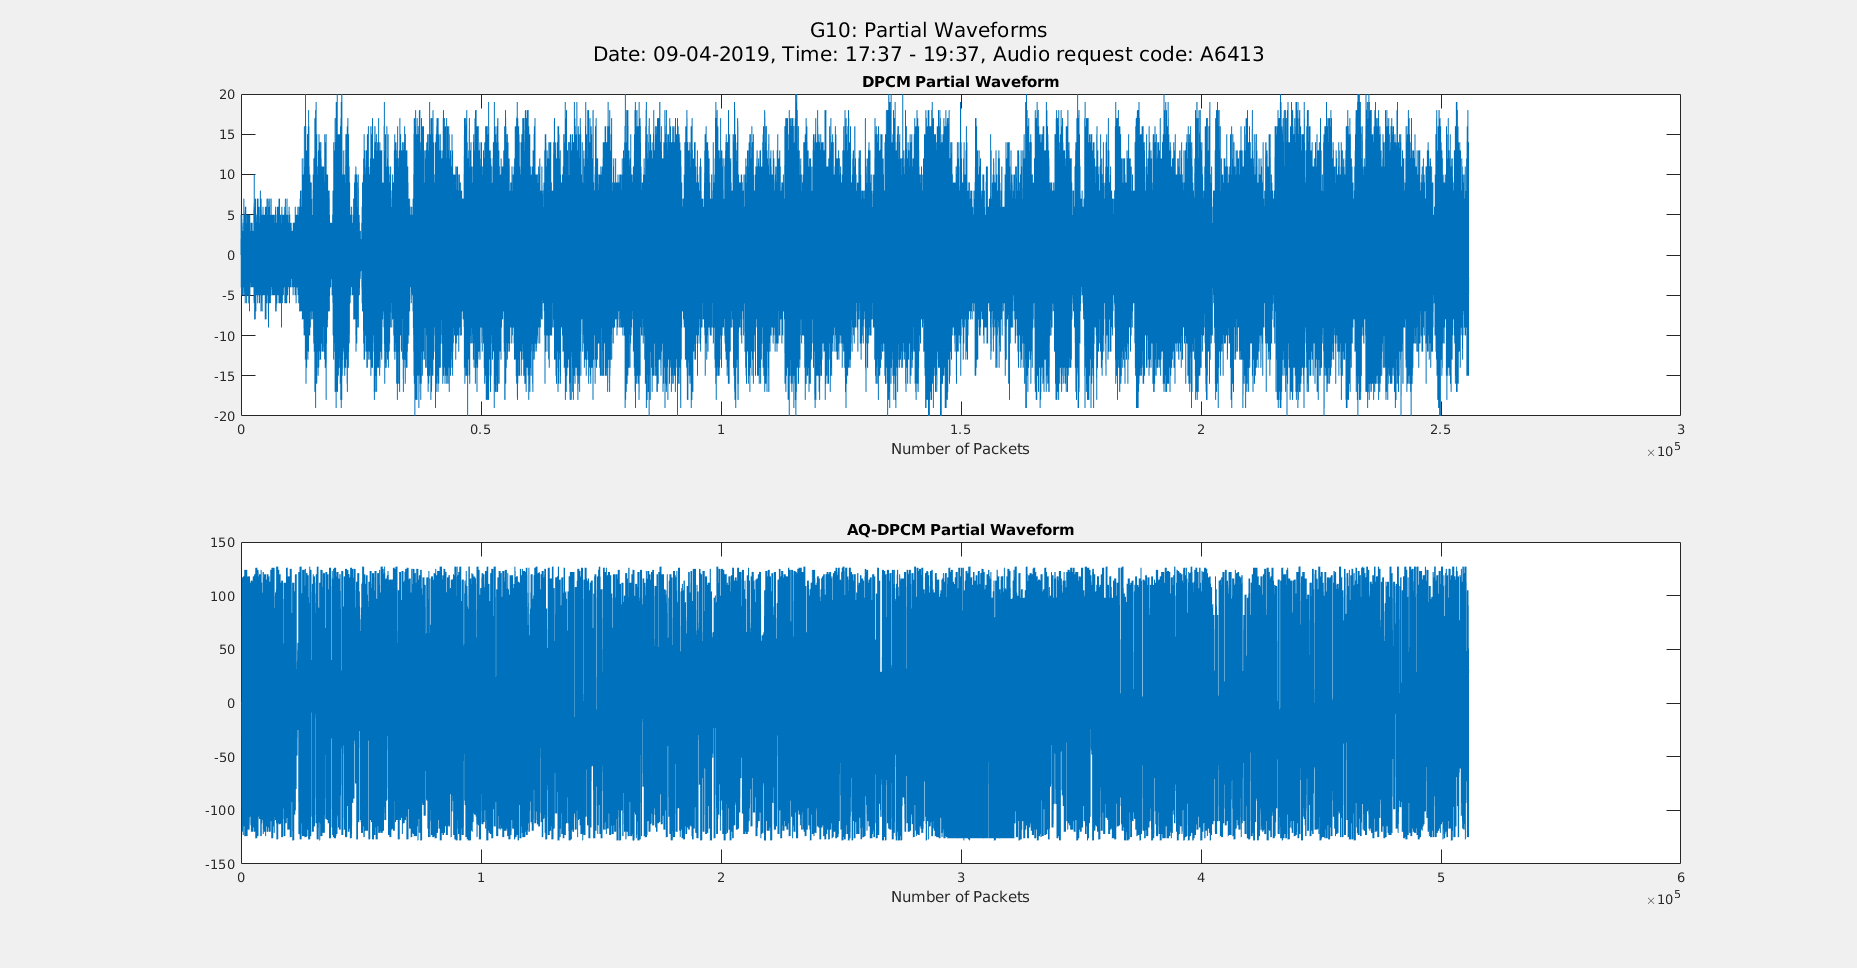 G10: Partial Waveforms
Date: 09-04-2019, Time: 17:37 - 19:37, Audio request code: A6413
DPCM Partial Waveform
20
15
10
5
0
-5
-10
-15
-20
0 0.5 1 1.5 2 2.5 3
Number of Packets
×10^5
AQ-DPCM Partial Waveform
150
100
50
0
-50
-100
-150
0 1 2 3 4 5 6
Number of Packets
×10^5